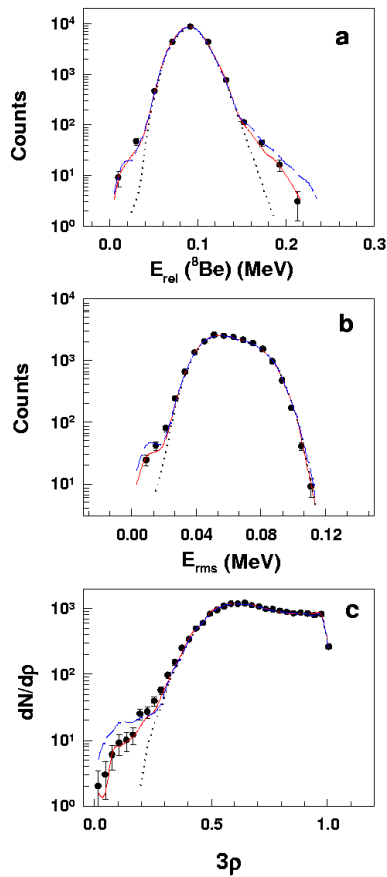 10⁴
a
10³
Counts
10²
10¹
10⁰
0.0 0.1 0.2 0.3
E_rel (⁸Be) (MeV)
10⁴
b
10³
Counts
10²
10¹
0.00 0.04 0.08 0.12
E_rms (MeV)
c
10³
dN/dρ
10²
10¹
10⁰
0.0 0.5 1.0
3ρ